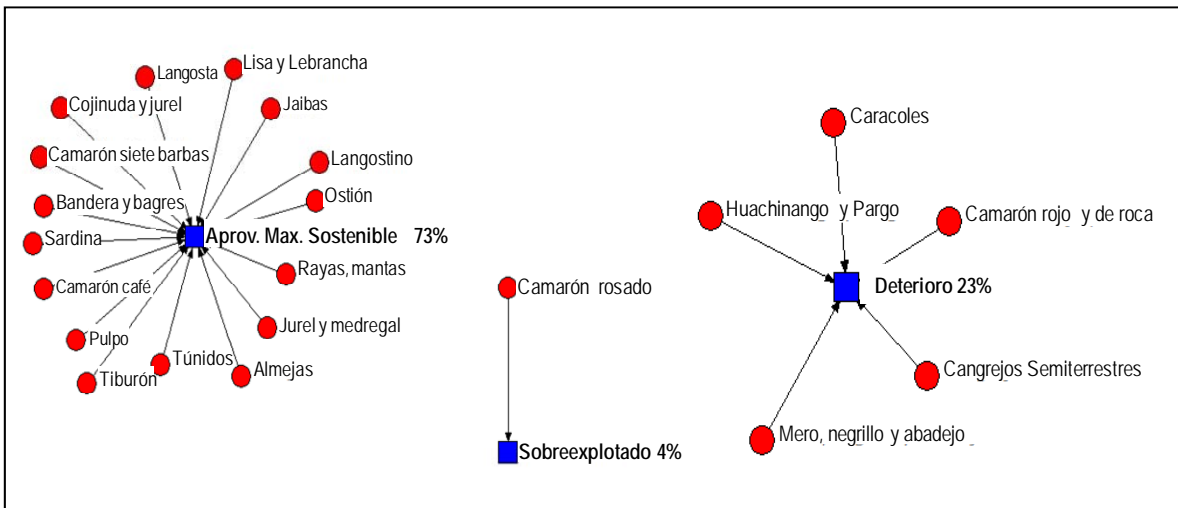 Lisa y Lebrancha
Langosta
Cojinuda y jurel
Jaibas
Camarón siete barbas
Langostino
Bandera y bagres
Ostión
Sardina
Aprov. Max. Sostenible 73%
Camarón café
Rayas, mantas
Pulpo
Jurel y medregal
Tiburón
Túnidos
Almejas
Camarón rosado
Sobreexplotado 4%
Caracoles
Huachinango y Pargo
Camarón rojo y de roca
Deterioro 23%
Cangrejos Semiterrestres
Mero, negrillo y abadejo